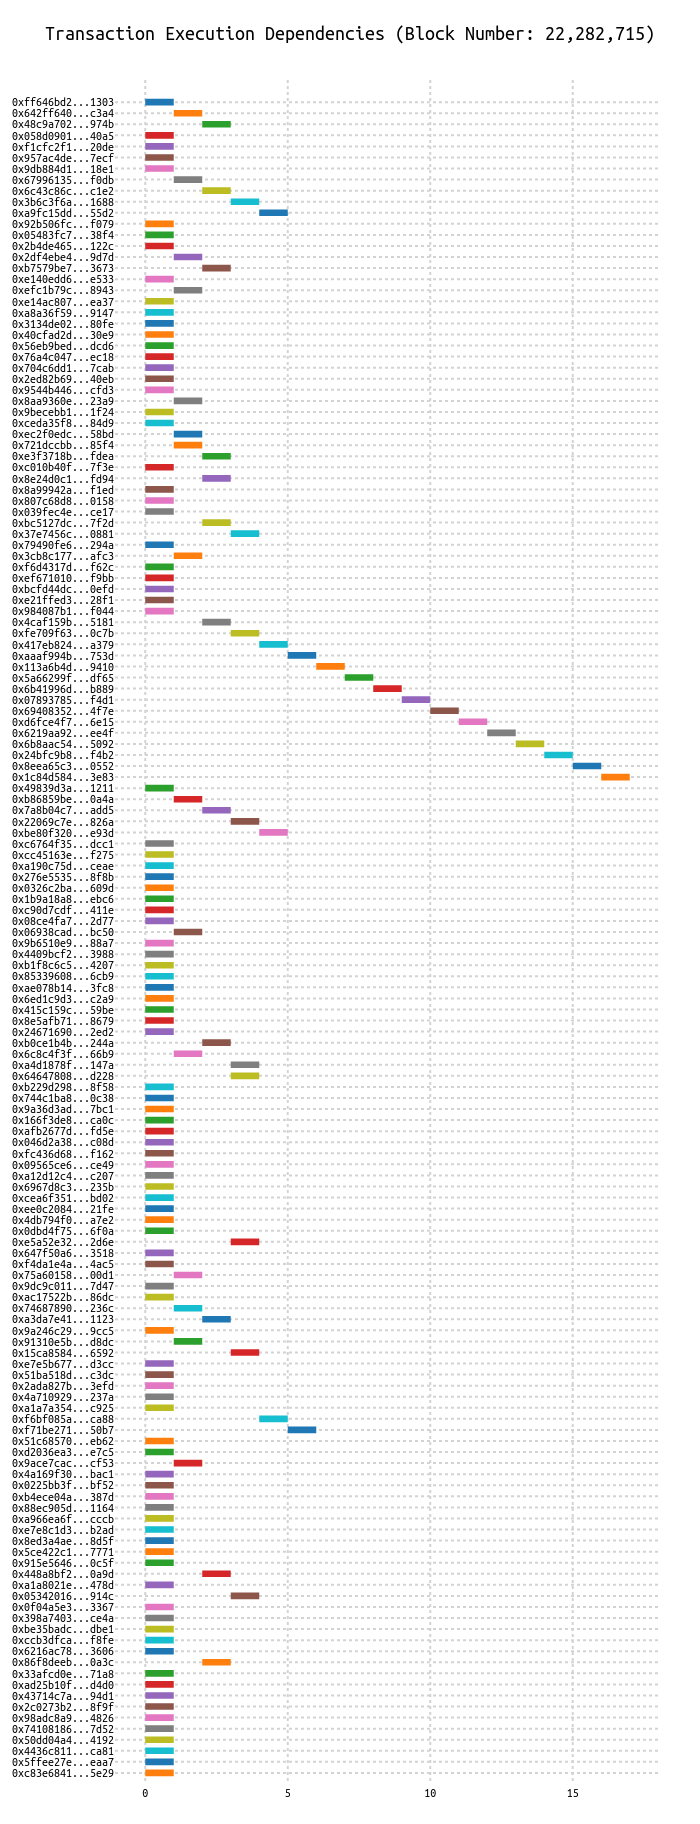 Transaction Execution Dependencies (Block Number: 22,282,715)
0xff646bd2...1303
0x642ff640...c3a4
0x48c9a702...974b
0x058d0901...40a5
0xf1cfc2f1...20de
0x957ac4de...7ecf
0x9db884d1...18e1
0x67996135...f0db
0x6c43c86c...c1e2
0x3b6c3f6a...1688
0xa9fc15dd...55d2
0x92b506fc...f079
0x05483fc7...38f4
0x2b4de465...122c
0x2df4ebe4...9d7d
0xb7579be7...3673
0xe140edd6...e533
0xefc1b79c...8943
0xe14ac807...ea37
0xa8a36f59...9147
0x3134de02...80fe
0x40cfad2d...30e9
0x56eb9bed...dcd6
0x76a4c047...ec18
0x704c6dd1...7cab
0x2ed82b69...40eb
0x9544b446...cfd3
0x8aa9360e...23a9
0x9becebb1...1f24
0xceda35f8...84d9
0xec2f0edc...58bd
0x721dccbb...85f4
0xe3f3718b...fdea
0xc010b40f...7f3e
0x8e24d0c1...fd94
0x8a99942a...f1ed
0x807c68d8...0158
0x039fec4e...ce17
0xbc5127dc...7f2d
0x37e7456c...0881
0x79490fe6...294a
0x3cb8c177...afc3
0xf6d4317d...f62c
0xef671010...f9bb
0xbcfd44dc...0efd
0xe21ffed3...28f1
0x984087b1...f044
0x4caf159b...5181
0xfe709f63...0c7b
0x417eb824...a379
0xaaaf994b...753d
0x113a6b4d...9410
0x5a66299f...df65
0x6b41996d...b889
0x07893785...f4d1
0x69408352...4f7e
0xd6fce4f7...6e15
0x6219aa92...ee4f
0x6b8aac54...5092
0x24bfc9b8...f4b2
0x8eea65c3...0552
0x1c84d584...3e83
0x49839d3a...1211
0xb86859be...0a4a
0x7a8b04c7...add5
0x22069c7e...826a
0xbe80f320...e93d
0xc6764f35...dcc1
0xcc45163e...f275
0xa190c75d...ceae
0x276e5535...8f8b
0x0326c2ba...609d
0x1b9a18a8...ebc6
0xc90d7cdf...411e
0x08ce4fa7...2d77
0x06938cad...bc50
0x9b6510e9...88a7
0x4409bcf2...3988
0xb1f8c6c5...4207
0x85339608...6cb9
0xae078b14...3fc8
0x6ed1c9d3...c2a9
0x415c159c...59be
0x8e5afb71...8679
0x24671690...2ed2
0xb0ce1b4b...244a
0x6c8c4f3f...66b9
0xa4d1878f...147a
0x64647808...d228
0xb229d298...8f58
0x744c1ba8...0c38
0x9a36d3ad...7bc1
0x166f3de8...ca0c
0xafb2677d...fd5e
0x046d2a38...c08d
0xfc436d68...f162
0x09565ce6...ce49
0xa12d12c4...c207
0x6967d8c3...235b
0xcea6f351...bd02
0xee0c2084...21fe
0x4db794f0...a7e2
0x0dbd4f75...6f0a
0xe5a52e32...2d6e
0x647f50a6...3518
0xf4da1e4a...4ac5
0x75a60158...00d1
0x9dc9c011...7d47
0xac17522b...86dc
0x74687890...236c
0xa3da7e41...1123
0x9a246c29...9cc5
0x91310e5b...d8dc
0x15ca8584...6592
0xe7e5b677...d3cc
0x51ba518d...c3dc
0x2ada827b...3efd
0x4a710929...237a
0xa1a7a354...c925
0xf6bf085a...ca88
0xf71be271...50b7
0x51c68570...eb62
0xd2036ea3...e7c5
0x9ace7cac...cf53
0x4a169f30...bac1
0x0225bb3f...bf52
0xb4ece04a...387d
0x88ec905d...1164
0xa966ea6f...cccb
0xe7e8c1d3...b2ad
0x8ed3a4ae...8d5f
0x5ce422c1...7771
0x915e5646...0c5f
0x448a8bf2...0a9d
0xa1a8021e...478d
0x05342016...914c
0x0f04a5e3...3367
0x398a7403...ce4a
0xbe35badc...dbe1
0xccb3dfca...f8fe
0x6216ac78...3606
0x86f8deeb...0a3c
0x33afcd0e...71a8
0xad25b10f...d4d0
0x43714c7a...94d1
0x2c0273b2...8f9f
0x98adc8a9...4826
0x74108186...7d52
0x50dd04a4...4192
0x4436c811...ca81
0x5ffee27e...eaa7
0xc83e6841...5e29
0 5 10 15